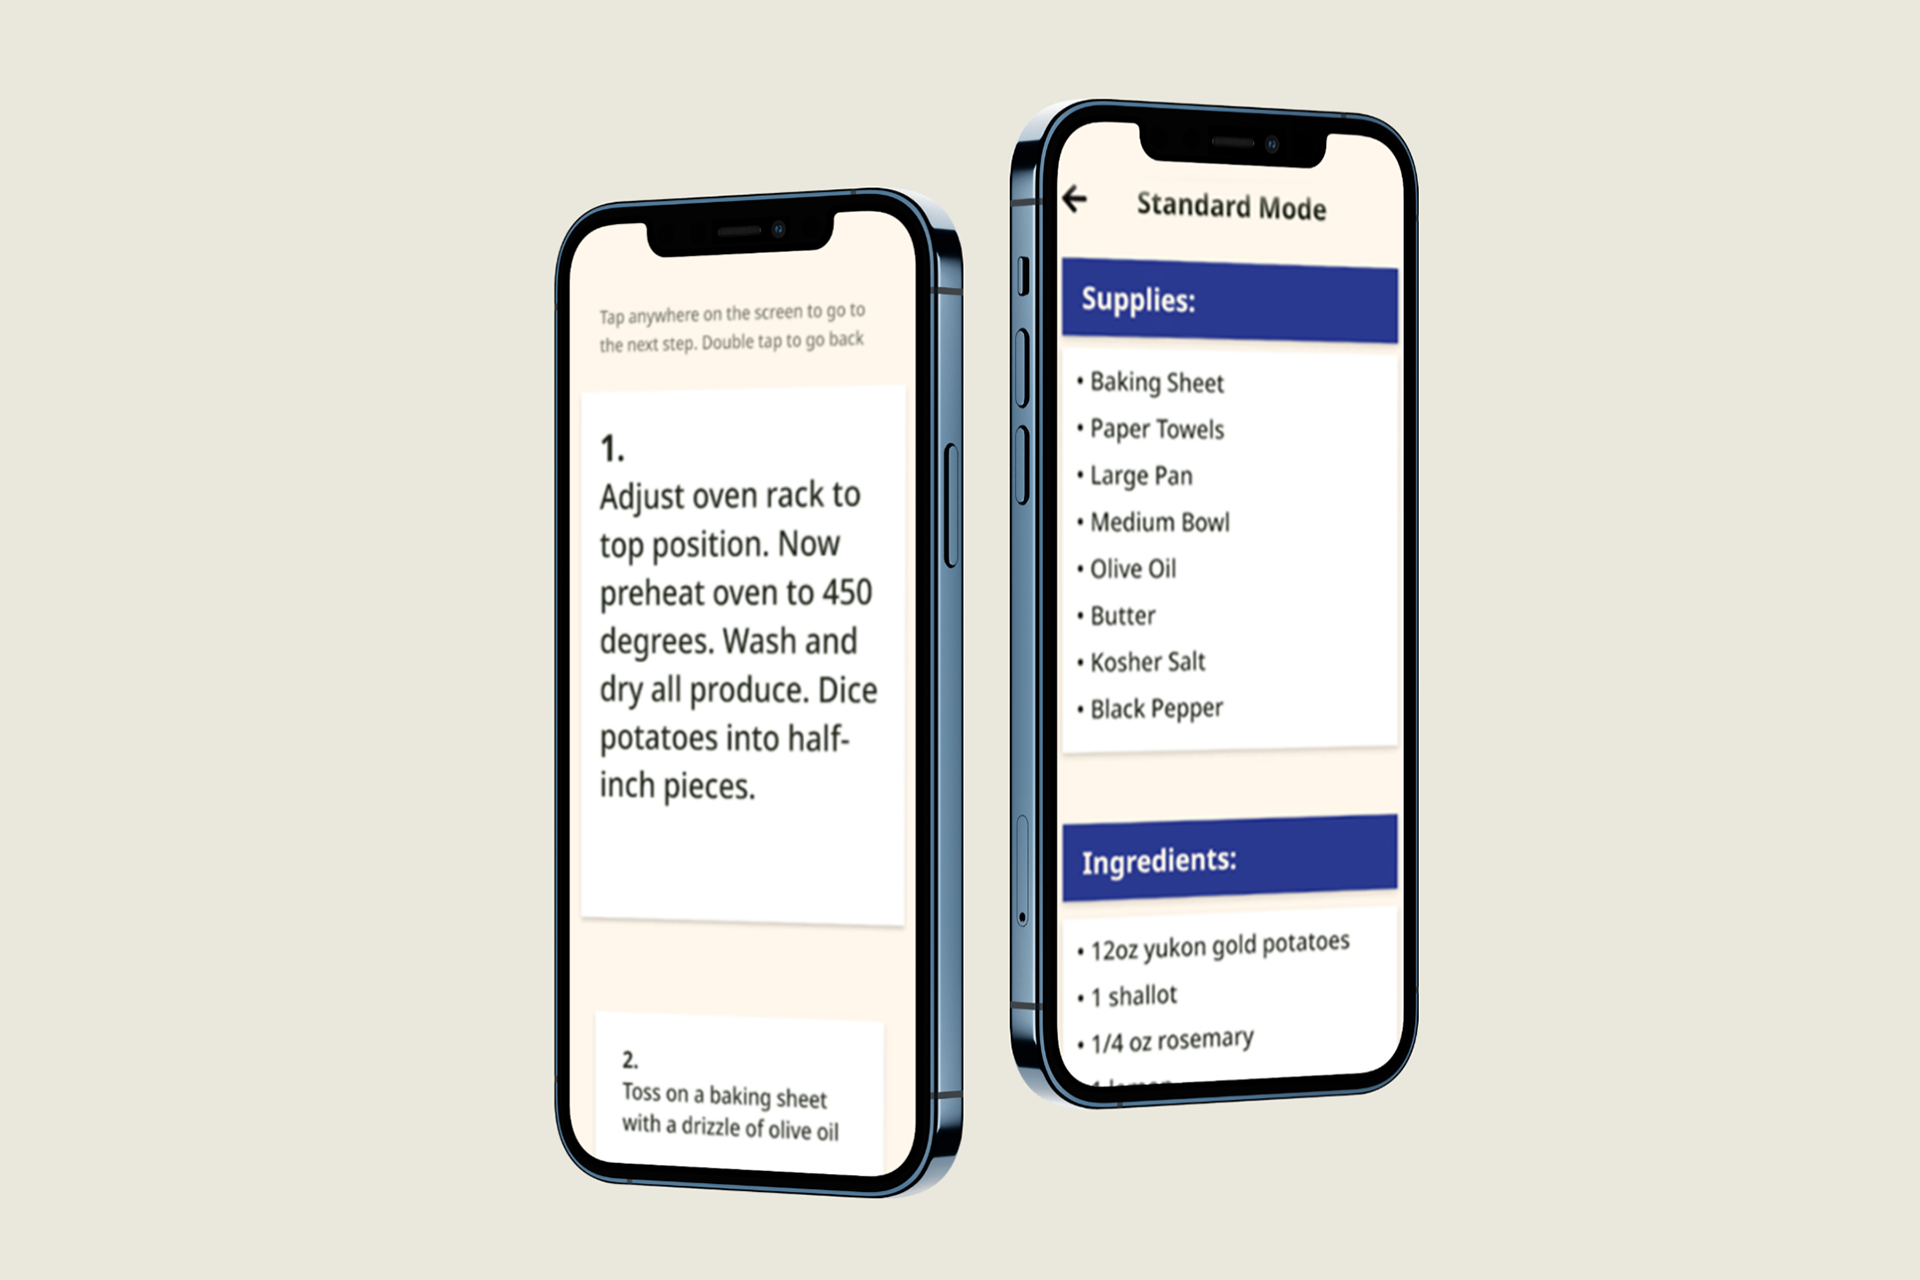 Tap anywhere on the screen to go to
the next step. Double tap to go back
1.
Adjust oven rack to
top position. Now
preheat oven to 450
degrees. Wash and
dry all produce. Dice
potatoes into half-
inch pieces.
2.
Toss on a baking sheet
with a drizzle of olive oil
Standard Mode
Supplies:
• Baking Sheet
• Paper Towels
• Large Pan
• Medium Bowl
• Olive Oil
• Butter
• Kosher Salt
• Black Pepper
Ingredients:
• 12oz yukon gold potatoes
• 1 shallot
• 1/4 oz rosemary
1 lemon